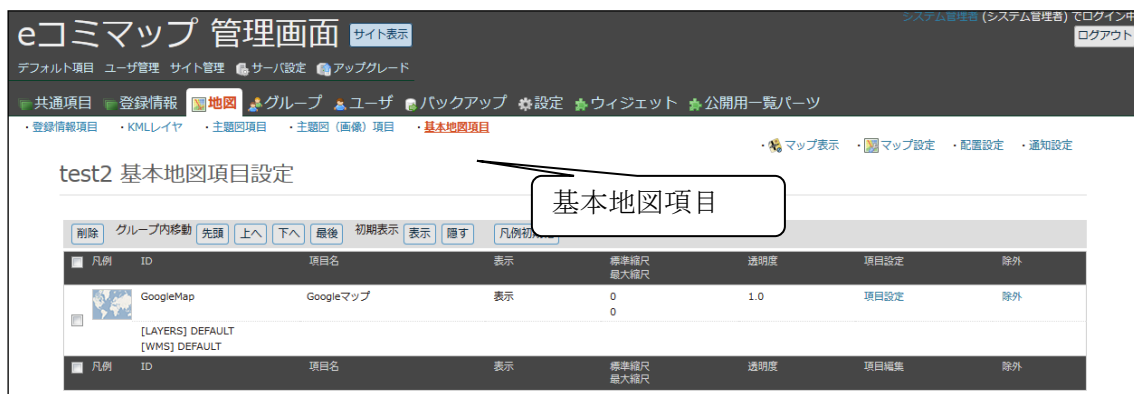 システム管理者 (システム管理者) でログイン中
eコミマップ 管理画面 サイト表示
ログアウト
デフォルト項目 ユーザ管理 サイト管理 サーバ設定 アップグレード
共通項目 登録情報 地図 グループ ユーザ バックアップ 設定 ウィジェット 公開用一覧パーツ
・登録情報項目 ・KMLレイヤ ・主題図項目 ・主題図（画像）項目 ・基本地図項目
・マップ表示 ・マップ設定 ・配置設定 ・通知設定
test2 基本地図項目設定
基本地図項目
削除 グループ内移動 先頭 上へ 下へ 最後 初期表示 表示 隠す 凡例初
凡例 ID 項目名 表示 標準縮尺 透明度 項目設定 除外
最大縮尺
GoogleMap Googleマップ 表示 0 1.0 項目設定 除外
0
[LAYERS] DEFAULT
[WMS] DEFAULT
凡例 ID 項目名 表示 標準縮尺 透明度 項目編集 除外
最大縮尺